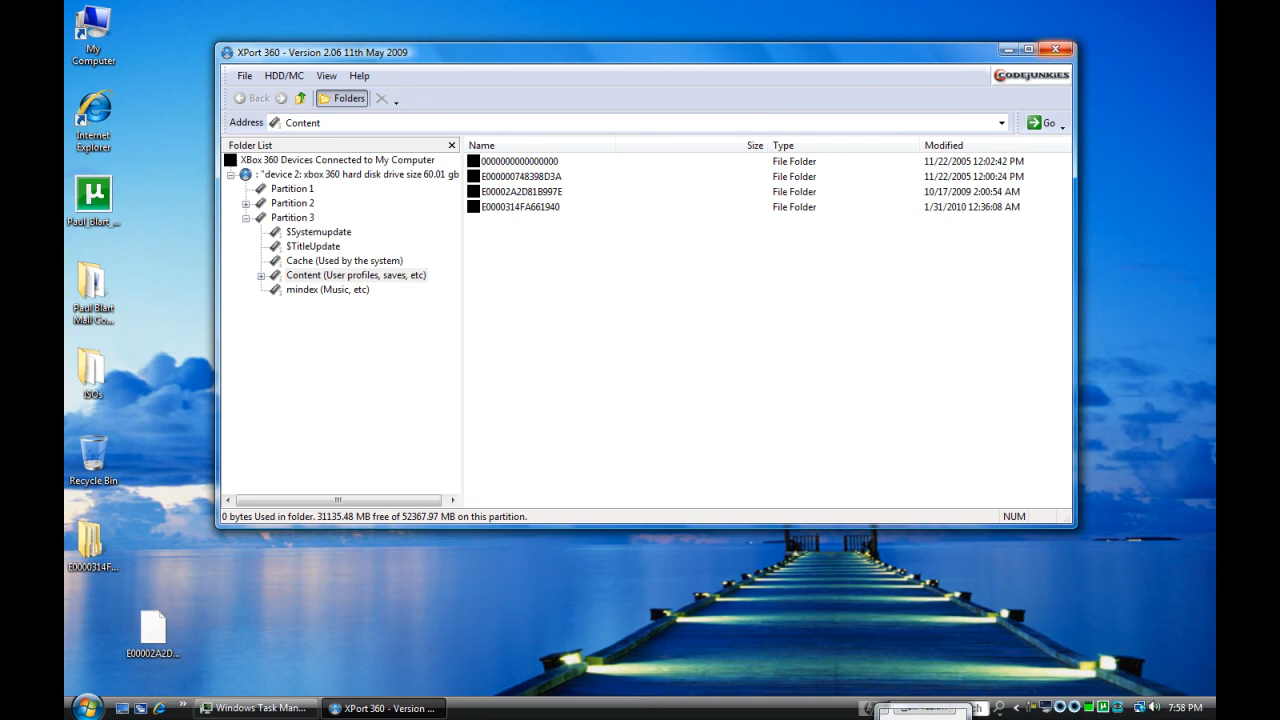 My
Computer
Internet
Explorer
Paul_Blart_...
Paul Blart
Mall Co...
ISOs
Recycle Bin
E0000314F...
E00002A2D...
XPort 360 - Version 2.06 11th May 2009
File HDD/MC View Help
CODEJUNKIES
Back Folders
Address Content Go
Folder List
XBox 360 Devices Connected to My Computer
: "device 2: xbox 360 hard disk drive size 60.01 gb
Partition 1
Partition 2
Partition 3
$Systemupdate
$TitleUpdate
Cache (Used by the system)
Content (User profiles, saves, etc)
mindex (Music, etc)
Name Size Type Modified
0000000000000000 File Folder 11/22/2005 12:02:42 PM
E000000748398D3A File Folder 11/22/2005 12:00:24 PM
E00002A2D81B997E File Folder 10/17/2009 2:00:54 AM
E0000314FA661940 File Folder 1/31/2010 12:36:08 AM
0 bytes Used in folder. 31135.48 MB free of 52367.97 MB on this partition. NUM
Windows Task Man... XPort 360 - Version ... 7:58 PM